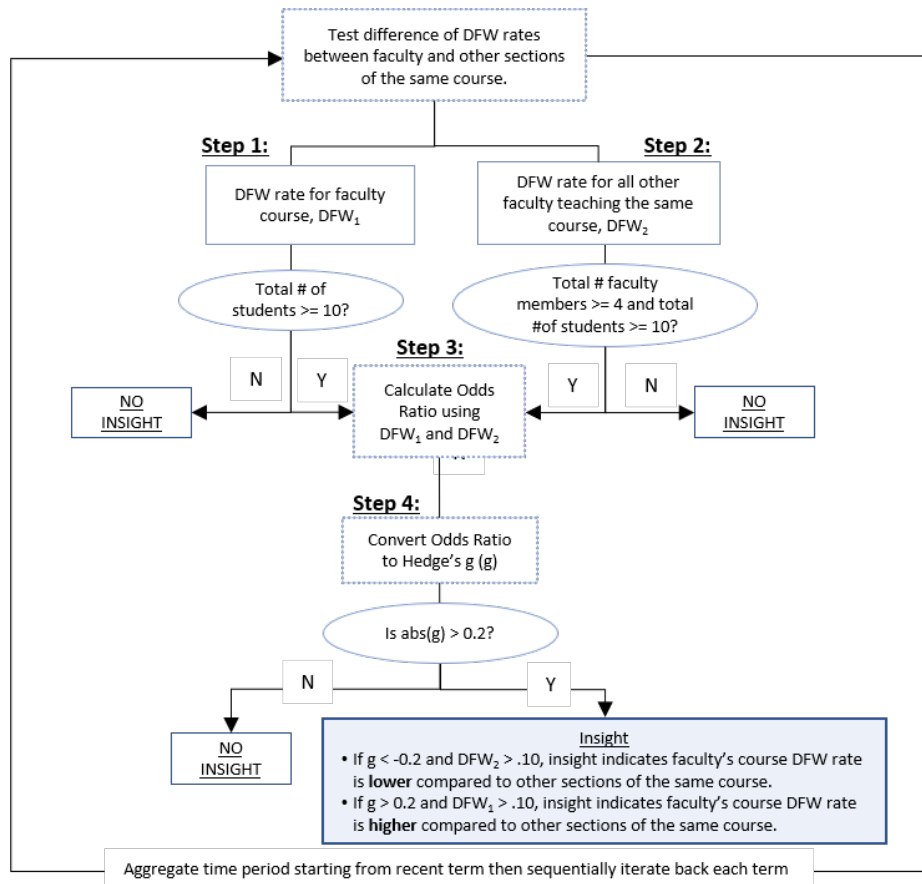 Test difference of DFW rates
between faculty and other sections
of the same course.
Step 1:
Step 2:
DFW rate for faculty
course, DFW₁
DFW rate for all other
faculty teaching the same
course, DFW₂
Total # of
students >= 10?
Total # faculty
members >= 4 and total
#of students >= 10?
Step 3:
N
Y
Y
N
NO
INSIGHT
Calculate Odds
Ratio using
DFW₁ and DFW₂
NO
INSIGHT
Step 4:
Convert Odds Ratio
to Hedge's g (g)
Is abs(g) > 0.2?
N
Y
NO
INSIGHT
Insight
• If g < -0.2 and DFW₂ > .10, insight indicates faculty's course DFW rate
is lower compared to other sections of the same course.
• If g > 0.2 and DFW₁ > .10, insight indicates faculty's course DFW rate
is higher compared to other sections of the same course.
Aggregate time period starting from recent term then sequentially iterate back each term